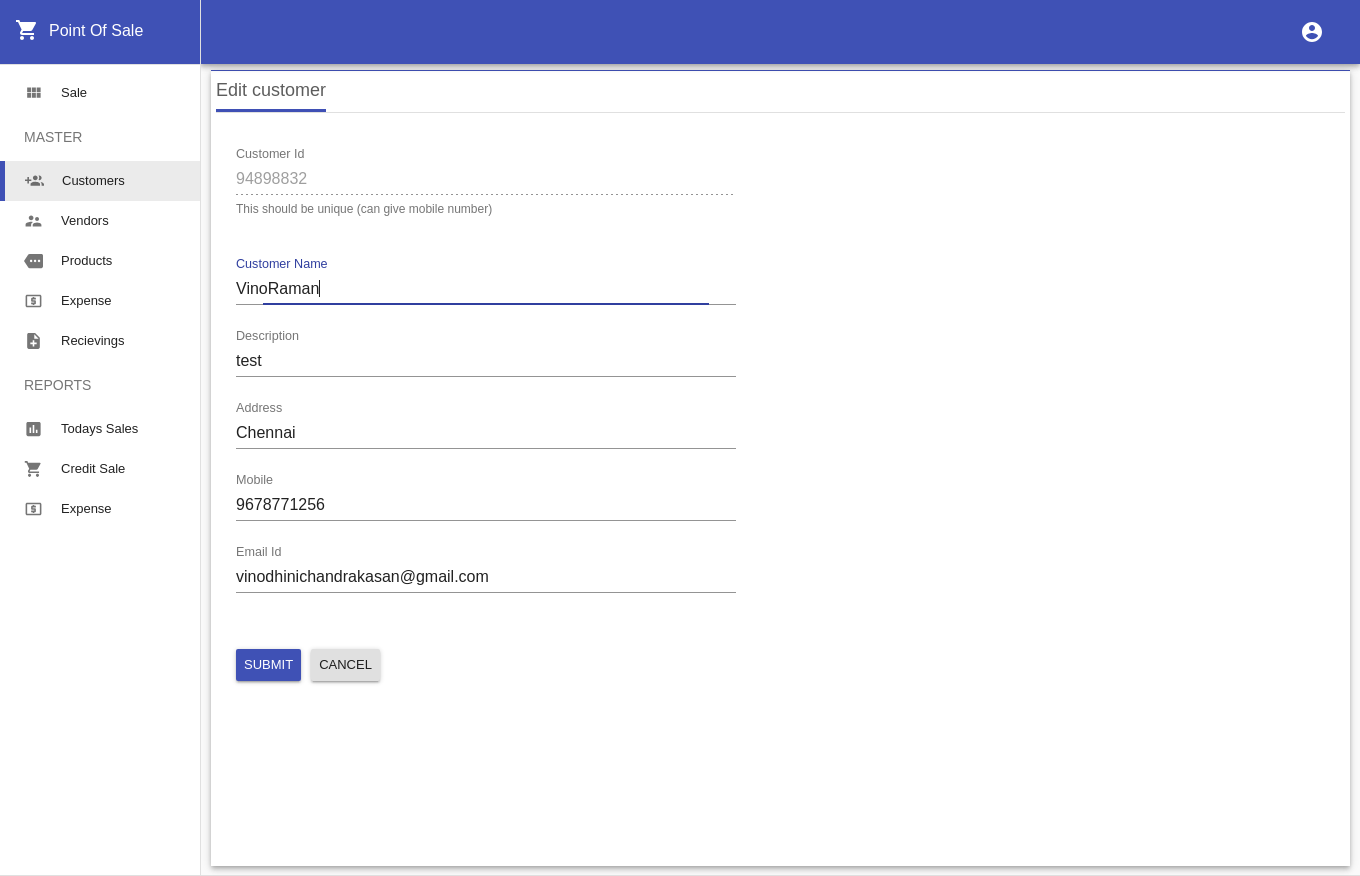 Point Of Sale
Sale
MASTER
Customers
Vendors
Products
Expense
Recievings
REPORTS
Todays Sales
Credit Sale
Expense
Edit customer
Customer Id
94898832
This should be unique (can give mobile number)
Customer Name
VinoRaman
Description
test
Address
Chennai
Mobile
9678771256
Email Id
vinodhinichandrakasan@gmail.com
SUBMIT CANCEL